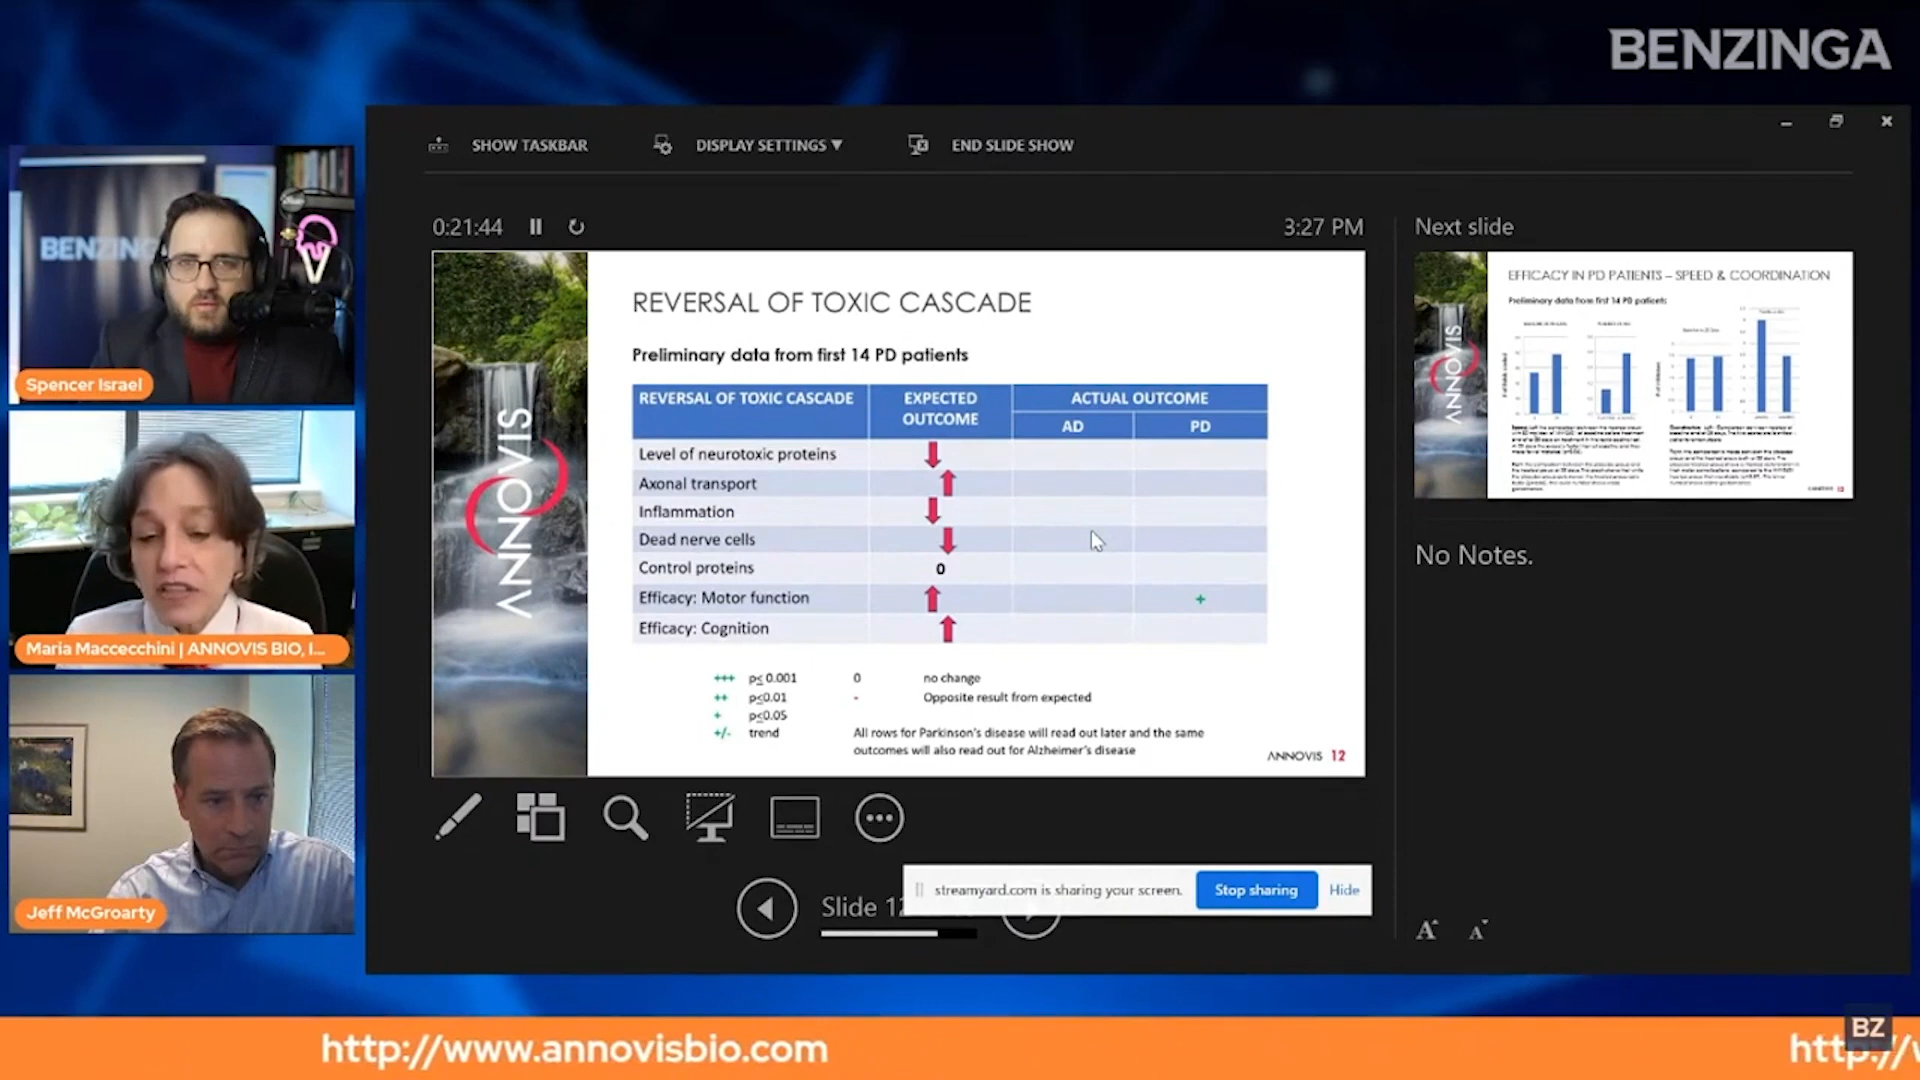 BENZINGA
SHOW TASKBAR
DISPLAY SETTINGS ▼
END SLIDE SHOW
0:21:44
3:27 PM
Next slide
BENZING
Spencer Israel
Maria Maccecchini | ANNOVIS BIO, I...
Jeff McGroarty
ANNOVIS
REVERSAL OF TOXIC CASCADE
Preliminary data from first 14 PD patients
REVERSAL OF TOXIC CASCADE
EXPECTED
OUTCOME
ACTUAL OUTCOME
AD
PD
Level of neurotoxic proteins
Axonal transport
Inflammation
Dead nerve cells
Control proteins 0
Efficacy: Motor function +
Efficacy: Cognition
+++ p≤ 0.001 0 no change
++ p≤0.01 - Opposite result from expected
+ p≤0.05
+/- trend
All rows for Parkinson's disease will read out later and the same
outcomes will also read out for Alzheimer's disease
ANNOVIS 12
ANNOVIS
EFFICACY IN PD PATIENTS – SPEED & COORDINATION
Preliminary data from first 14 PD patients
No Notes.
streamyard.com is sharing your screen.
Stop sharing
Hide
Slide 12
A
A
http://www.annovisbio.com
BZ
http://w